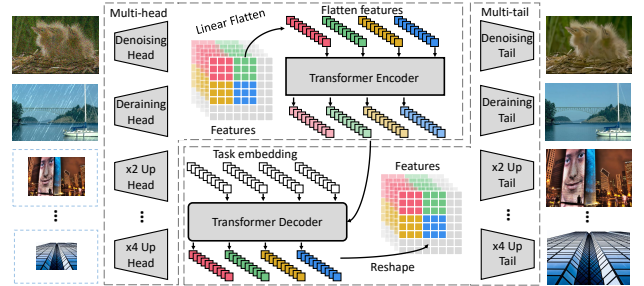 Multi-head
Linear Flatten
Flatten features
Multi-tail
Denoising
Head
Transformer Encoder
Denoising
Tail
Deraining
Head
Features
Deraining
Tail
Task embedding
Features
x2 Up
Head
x2 Up
Tail
Transformer Decoder
x4 Up
Head
Reshape
x4 Up
Tail